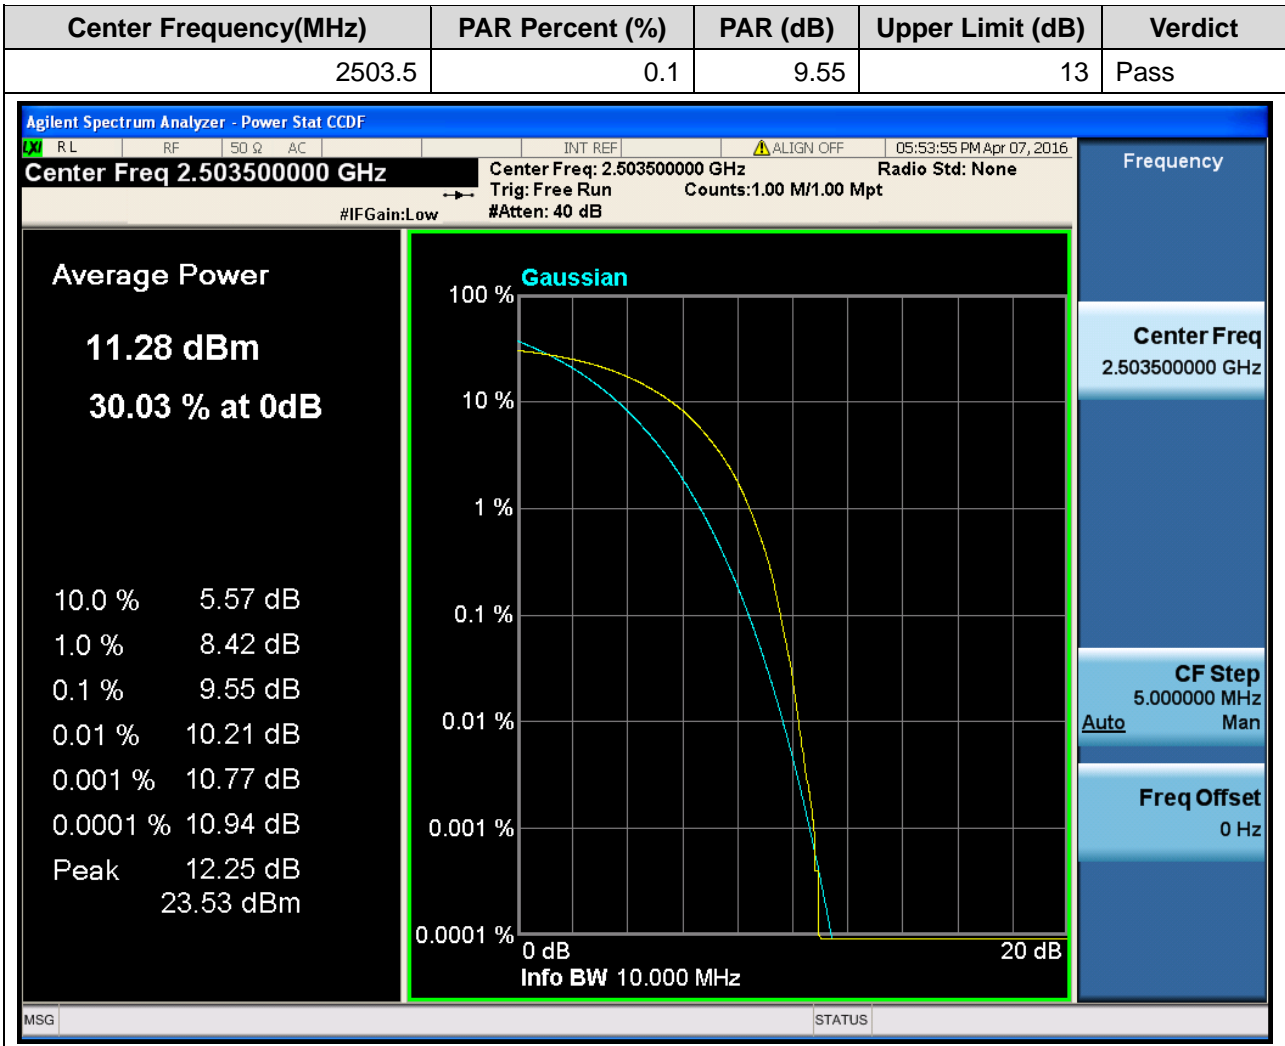 Center Frequency(MHz) PAR Percent (%) PAR (dB) Upper Limit (dB) Verdict
2503.5 0.1 9.55 13 Pass
Agilent Spectrum Analyzer - Power Stat CCDF
LXI RL RF 50 Ω AC INT REF ALIGN OFF 05:53:55 PM Apr 07, 2016
Center Freq 2.503500000 GHz
#IFGain:Low
Center Freq: 2.503500000 GHz Radio Std: None
Trig: Free Run Counts:1.00 M/1.00 Mpt
#Atten: 40 dB
Average Power
11.28 dBm
30.03 % at 0dB
10.0 % 5.57 dB
1.0 % 8.42 dB
0.1 % 9.55 dB
0.01 % 10.21 dB
0.001 % 10.77 dB
0.0001 % 10.94 dB
Peak 12.25 dB
23.53 dBm
Gaussian
100 %
10 %
1 %
0.1 %
0.01 %
0.001 %
0.0001 %
0 dB 20 dB
Info BW 10.000 MHz
Frequency
Center Freq
2.503500000 GHz
CF Step
5.000000 MHz
Auto Man
Freq Offset
0 Hz
MSG STATUS